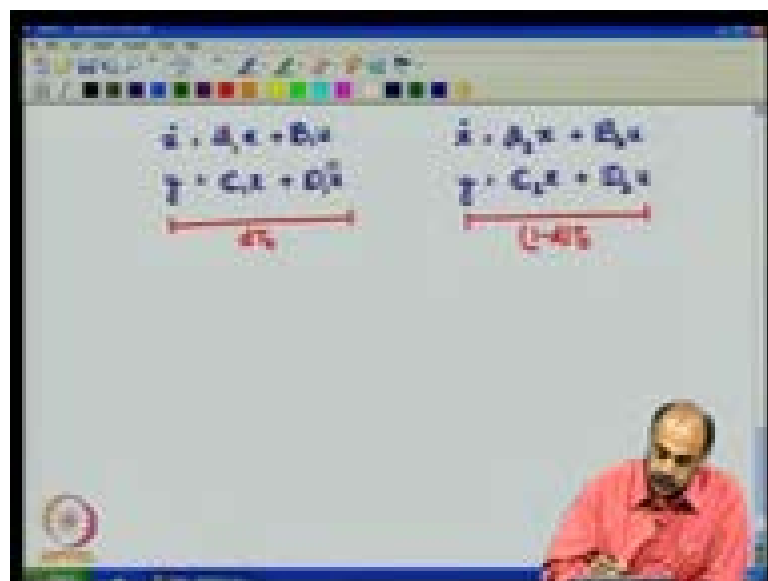 ẋ = A₁x + B₁u
y = C₁x + D₁u
dTs
ẋ = A₂x + B₂u
y = C₂x + D₂u
(1-d)Ts